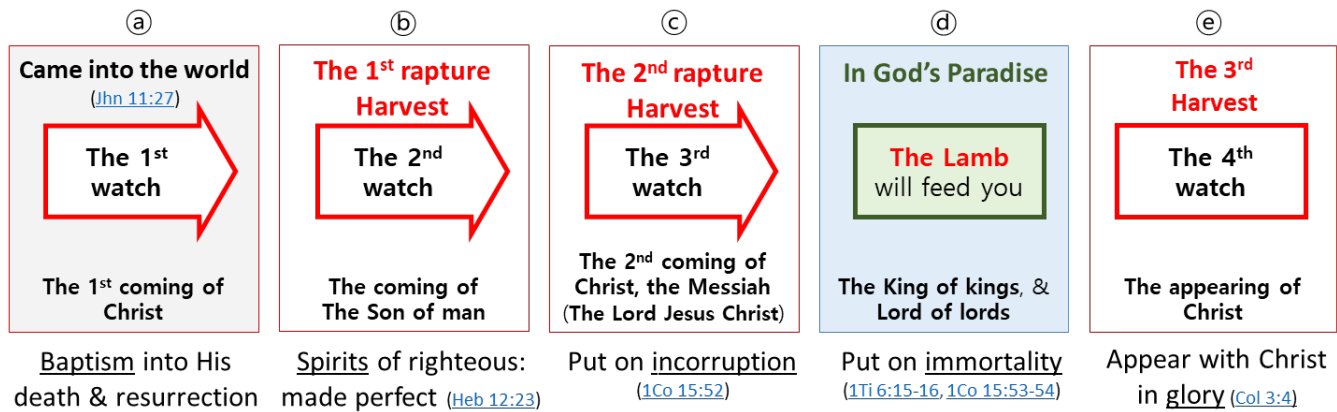 ⓐ
Came into the world
(Jhn 11:27)
The 1st
watch
The 1st coming of
Christ
Baptism into His
death & resurrection
ⓑ
The 1st rapture
Harvest
The 2nd
watch
The coming of
The Son of man
Spirits of righteous:
made perfect (Heb 12:23)
ⓒ
The 2nd rapture
Harvest
The 3rd
watch
The 2nd coming of
Christ, the Messiah
(The Lord Jesus Christ)
Put on incorruption
(1Co 15:52)
ⓓ
In God’s Paradise
The Lamb
will feed you
The King of kings, &
Lord of lords
Put on immortality
(1Ti 6:15-16, 1Co 15:53-54)
ⓔ
The 3rd
Harvest
The 4th
watch
The appearing of
Christ
Appear with Christ
in glory (Col 3:4)